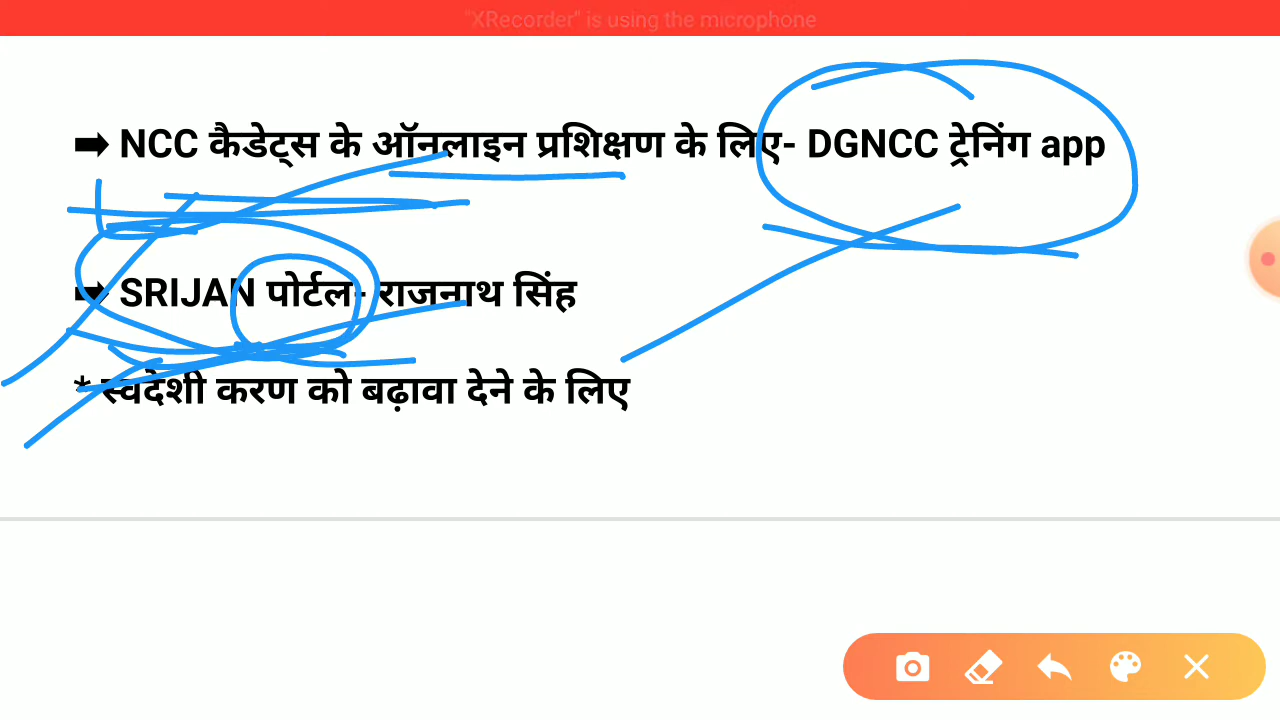 "XRecorder" is using the microphone
➡ NCC कैडेट्स के ऑनलाइन प्रशिक्षण के लिए- DGNCC ट्रेनिंग app
➡ SRIJAN पोर्टल- राजनाथ सिंह
* स्वदेशी करण को बढ़ावा देने के लिए